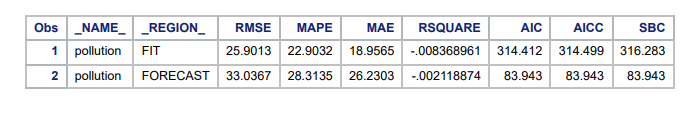 Obs _NAME_ _REGION_ RMSE MAPE MAE RSQUARE AIC AICC SBC
1 pollution FIT 25.9013 22.9032 18.9565 -.008368961 314.412 314.499 316.283
2 pollution FORECAST 33.0367 28.3135 26.2303 -.002118874 83.943 83.943 83.943